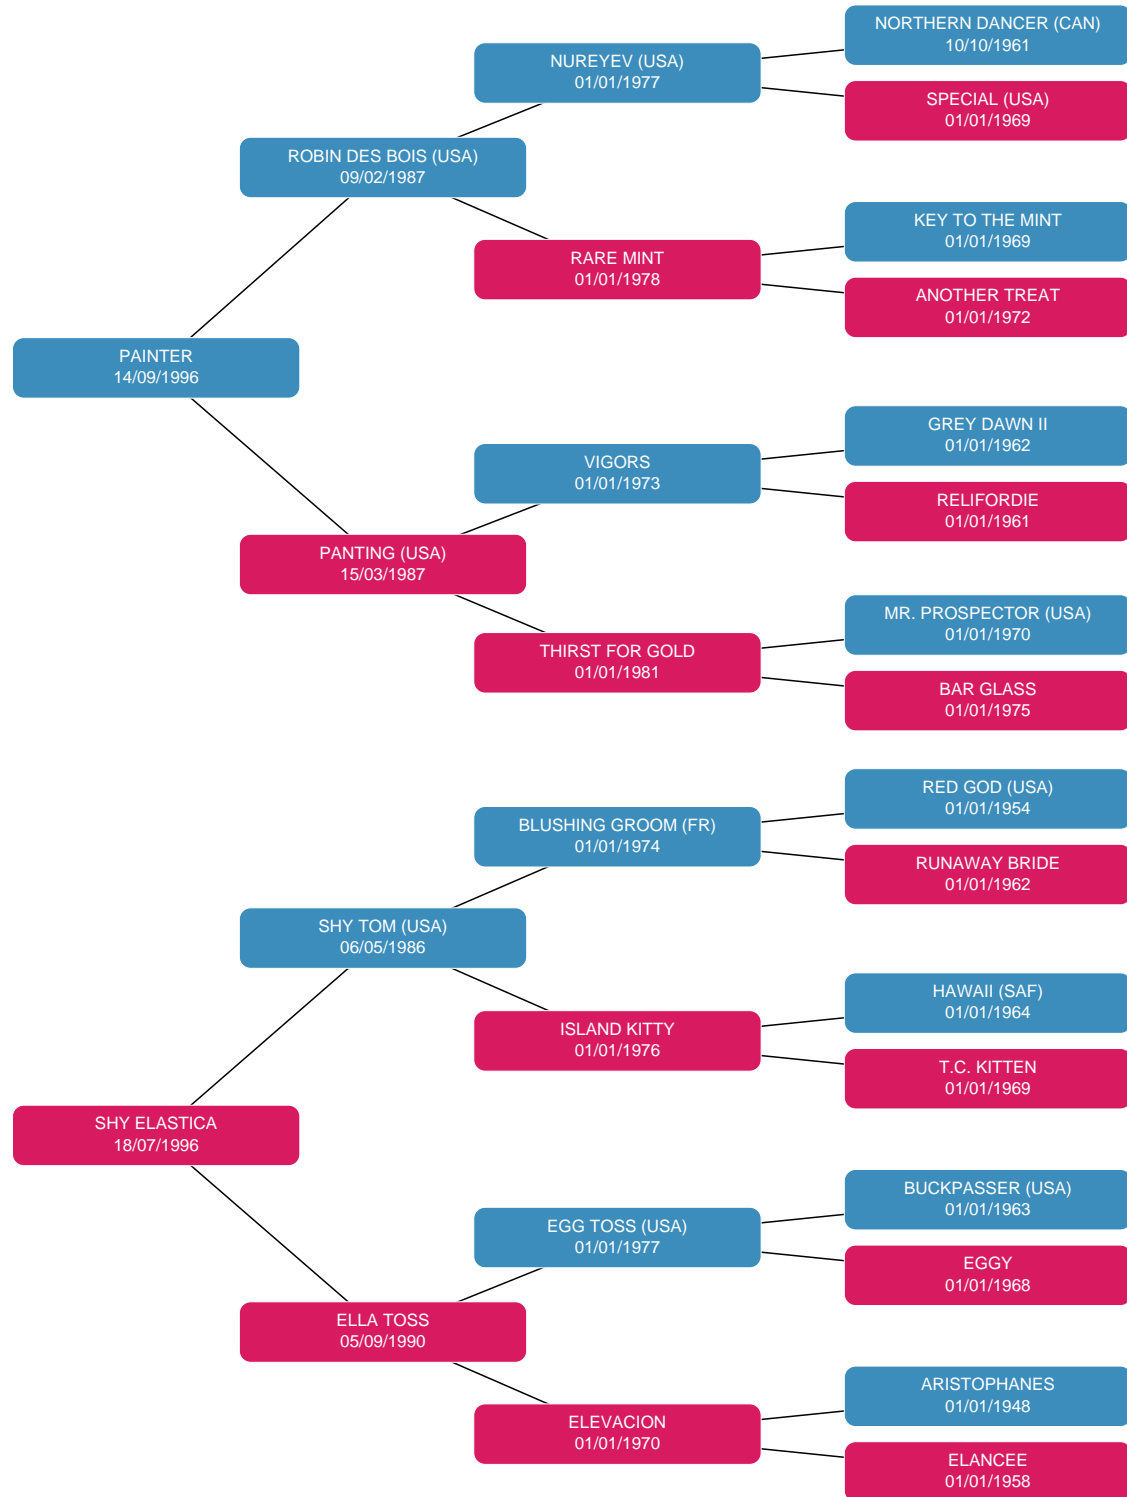 NORTHERN DANCER (CAN)
10/10/1961
NUREYEV (USA)
01/01/1977
SPECIAL (USA)
01/01/1969
ROBIN DES BOIS (USA)
09/02/1987
KEY TO THE MINT
01/01/1969
RARE MINT
01/01/1978
ANOTHER TREAT
01/01/1972
PAINTER
14/09/1996
GREY DAWN II
01/01/1962
VIGORS
01/01/1973
RELIFORDIE
01/01/1961
PANTING (USA)
15/03/1987
MR. PROSPECTOR (USA)
01/01/1970
THIRST FOR GOLD
01/01/1981
BAR GLASS
01/01/1975
RED GOD (USA)
01/01/1954
BLUSHING GROOM (FR)
01/01/1974
RUNAWAY BRIDE
01/01/1962
SHY TOM (USA)
06/05/1986
HAWAII (SAF)
01/01/1964
ISLAND KITTY
01/01/1976
T.C. KITTEN
01/01/1969
SHY ELASTICA
18/07/1996
BUCKPASSER (USA)
01/01/1963
EGG TOSS (USA)
01/01/1977
EGGY
01/01/1968
ELLA TOSS
05/09/1990
ARISTOPHANES
01/01/1948
ELEVACION
01/01/1970
ELANCEE
01/01/1958